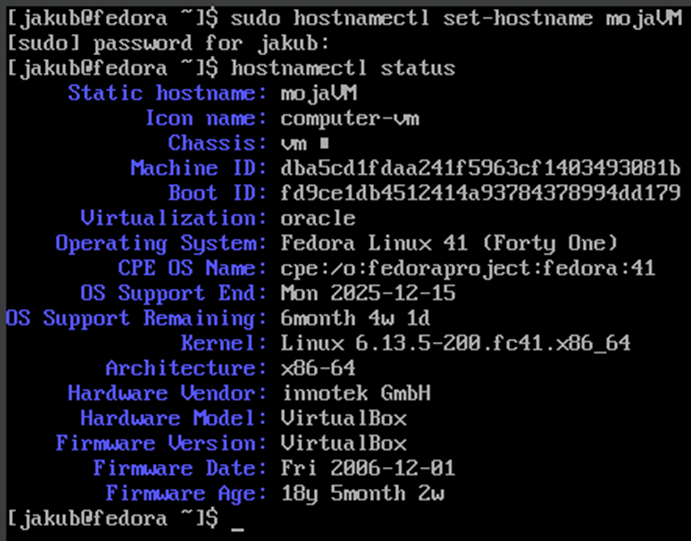 [jakub@fedora ~]$ sudo hostnamectl set-hostname mojaVM
[sudo] password for jakub:
[jakub@fedora ~]$ hostnamectl status
Static hostname: mojaVM
Icon name: computer-vm
Chassis: vm ■
Machine ID: dba5cd1fdaa241f5963cf1403493081b
Boot ID: fd9ce1db4512414a93784378994dd179
Virtualization: oracle
Operating System: Fedora Linux 41 (Forty One)
CPE OS Name: cpe:/o:fedoraproject:fedora:41
OS Support End: Mon 2025-12-15
OS Support Remaining: 6month 4w 1d
Kernel: Linux 6.13.5-200.fc41.x86_64
Architecture: x86-64
Hardware Vendor: innotek GmbH
Hardware Model: VirtualBox
Firmware Version: VirtualBox
Firmware Date: Fri 2006-12-01
Firmware Age: 18y 5month 2w
[jakub@fedora ~]$ _